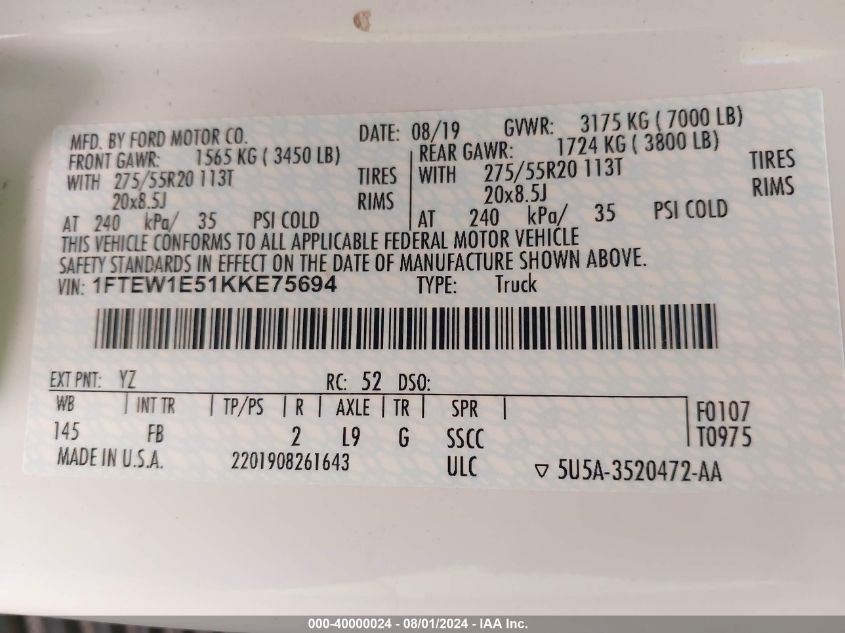 MFD. BY FORD MOTOR CO. DATE: 08/19 GVWR: 3175 KG ( 7000 LB)
FRONT GAWR: 1565 KG ( 3450 LB) REAR GAWR: 1724 KG ( 3800 LB)
WITH 275/55R20 113T TIRES WITH 275/55R20 113T TIRES
20x8.5J RIMS 20x8.5J RIMS
AT 240 kPa/ 35 PSI COLD AT 240 kPa/ 35 PSI COLD
THIS VEHICLE CONFORMS TO ALL APPLICABLE FEDERAL MOTOR VEHICLE
SAFETY STANDARDS IN EFFECT ON THE DATE OF MANUFACTURE SHOWN ABOVE.
VIN: 1FTEW1E51KKE75694 TYPE: Truck
EXT PNT: YZ RC: 52 DSO:
WB INT TR TP/PS R AXLE TR SPR F0107
145 FB 2 L9 G SSCC T0975
MADE IN U.S.A. 2201908261643 ULC ▽ 5U5A-3520472-AA
000-40000024 - 08/01/2024 - IAA Inc.